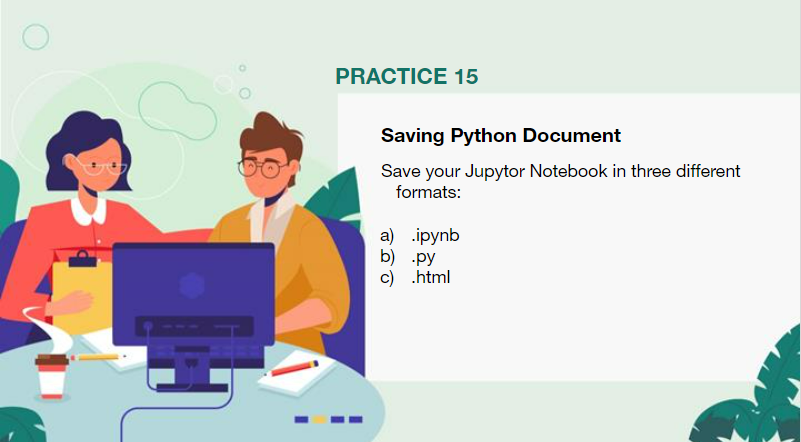 PRACTICE 15
Saving Python Document
Save your Jupytor Notebook in three different
formats:
a) .ipynb
b) .py
c) .html